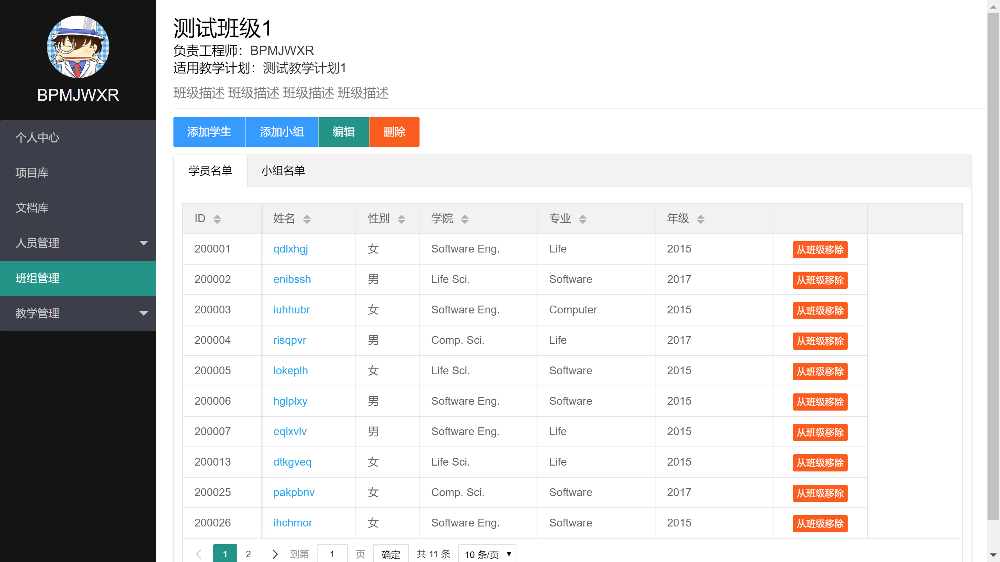 BPMJWXR
个人中心
项目库
文档库
人员管理
班组管理
教学管理
测试班级1
负责工程师：BPMJWXR
适用教学计划：测试教学计划1
班级描述 班级描述 班级描述 班级描述
添加学生 添加小组 编辑 删除
学员名单 小组名单
ID 姓名 性别 学院 专业 年级
200001 qdlxhgj 女 Software Eng. Life 2015 从班级移除
200002 enibssh 男 Life Sci. Software 2017 从班级移除
200003 iuhhubr 女 Software Eng. Computer 2015 从班级移除
200004 risqpvr 男 Comp. Sci. Life 2017 从班级移除
200005 lokeplh 女 Life Sci. Software 2015 从班级移除
200006 hglplxy 男 Software Eng. Software 2015 从班级移除
200007 eqixvlv 男 Software Eng. Life 2015 从班级移除
200013 dtkgveq 女 Life Sci. Life 2015 从班级移除
200025 pakpbnv 女 Comp. Sci. Software 2017 从班级移除
200026 ihchmor 女 Software Eng. Software 2015 从班级移除
1 2 到第 1 页 确定 共 11 条 10 条/页